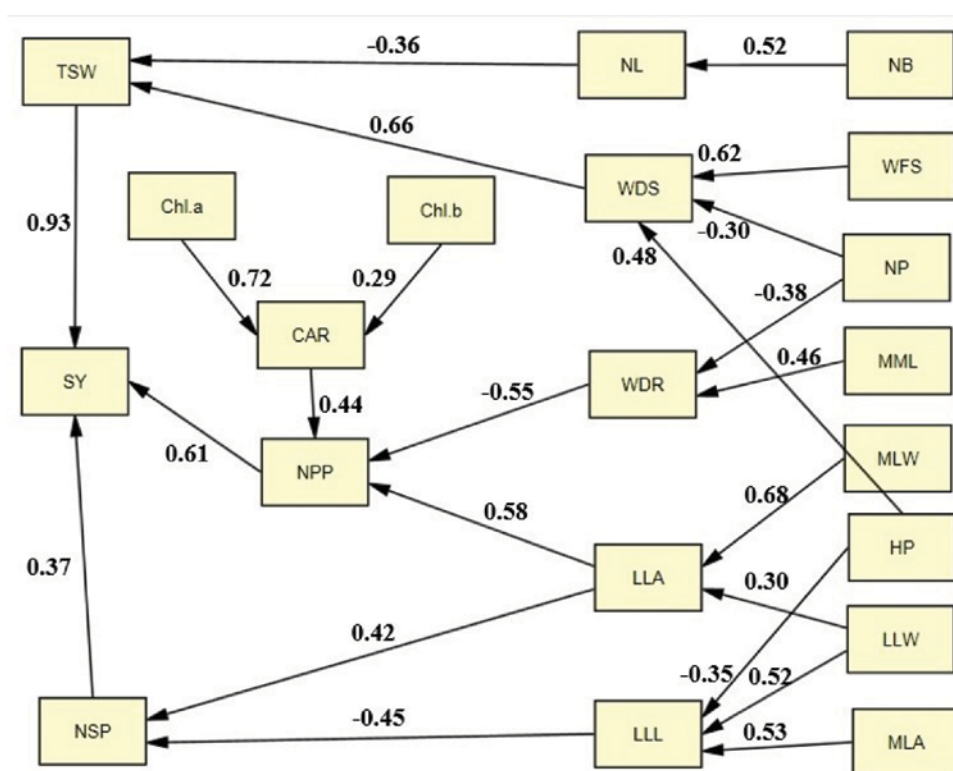 -0.36
TSW
NL
0.52
NB
0.66
0.62
WFS
WDS
Chl.a
Chl.b
0.93
-0.30
0.48
NP
0.72
0.29
-0.38
CAR
0.46
MML
SY
WDR
-0.55
0.44
0.61
NPP
MLW
0.68
0.58
HP
0.37
LLA
0.30
0.42
LLW
-0.35
0.52
-0.45
NSP
LLL
0.53
MLA